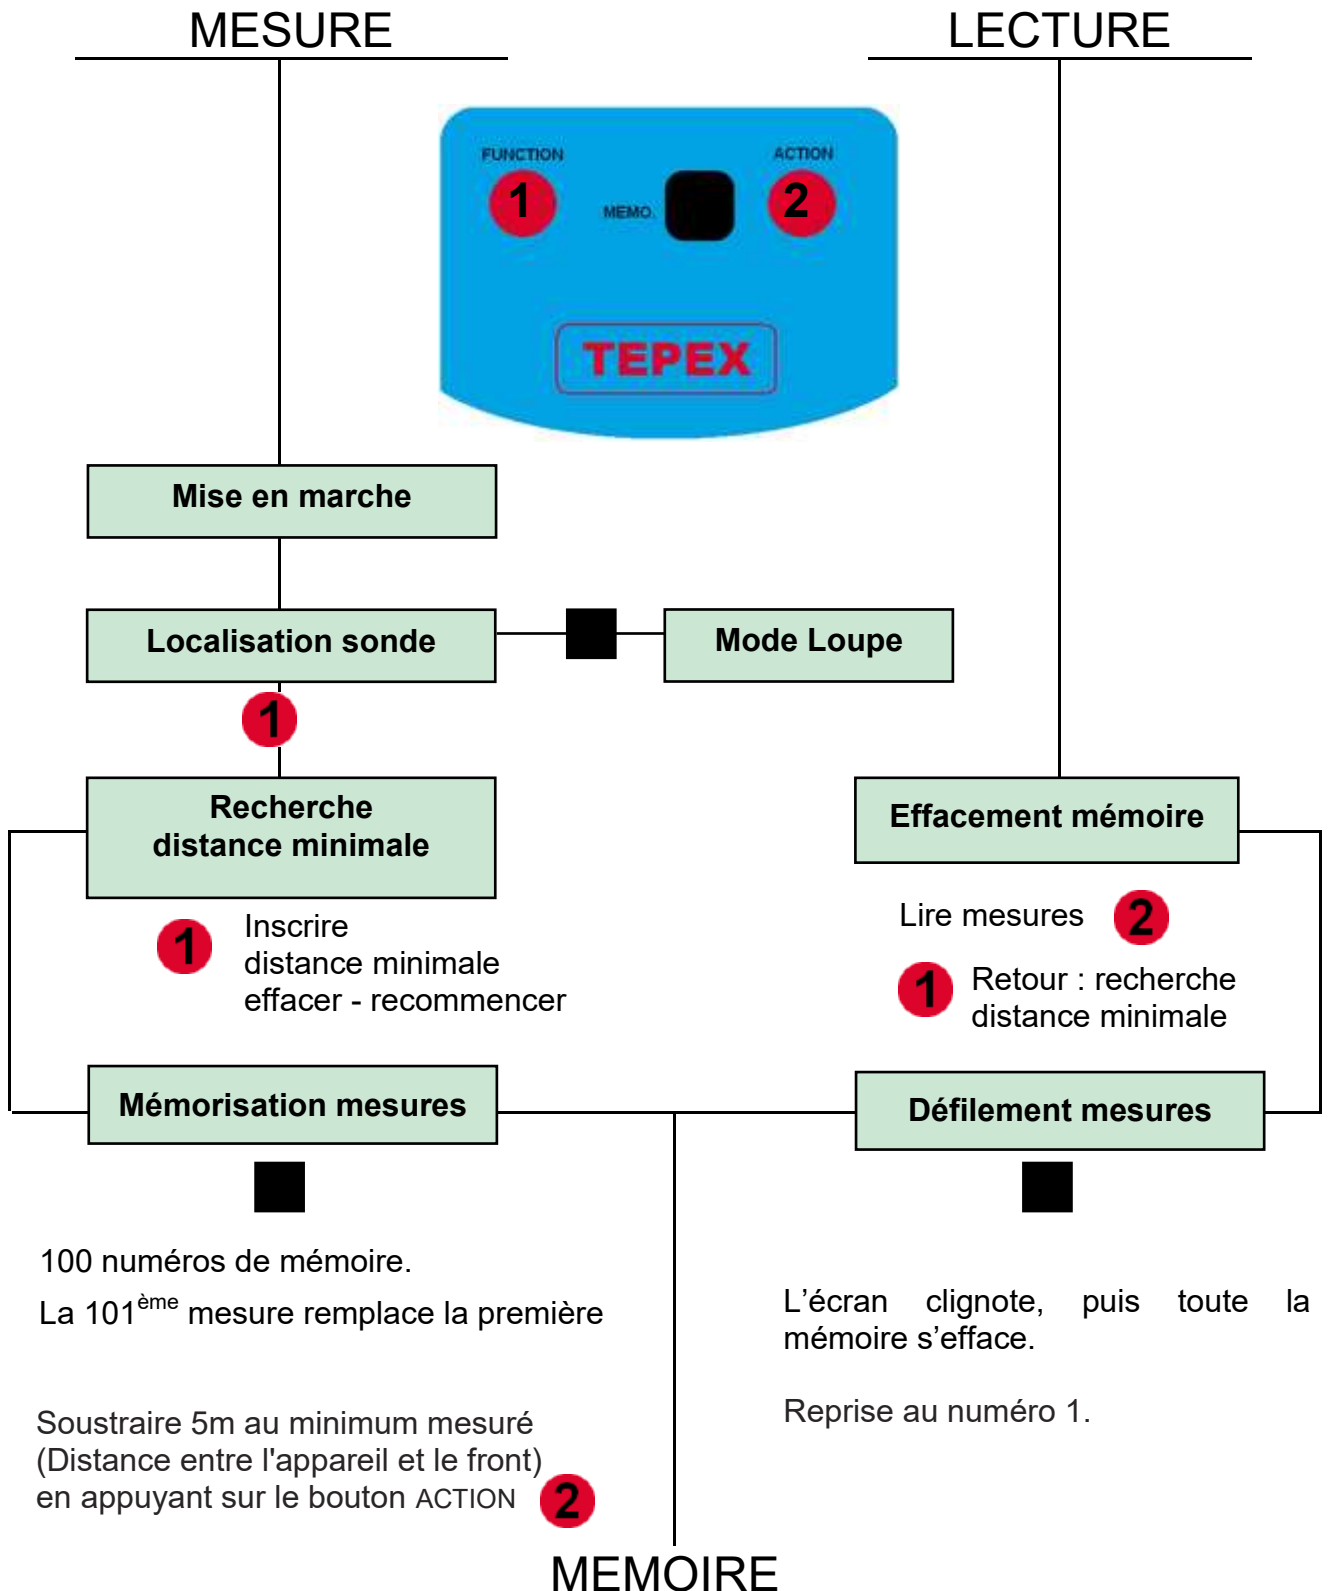 MESURE
LECTURE
FUNCTION
ACTION
1
MEMO.
2
TEPEX
Mise en marche
Localisation sonde
Mode Loupe
1
Recherche
distance minimale
1
Inscrire
distance minimale
effacer - recommencer
Effacement mémoire
Lire mesures 2
1 Retour : recherche
distance minimale
Mémorisation mesures
Défilement mesures
100 numéros de mémoire.
La 101ème mesure remplace la première
L’écran clignote, puis toute la
mémoire s’efface.
Reprise au numéro 1.
Soustraire 5m au minimum mesuré
(Distance entre l'appareil et le front)
en appuyant sur le bouton ACTION 2
MEMOIRE